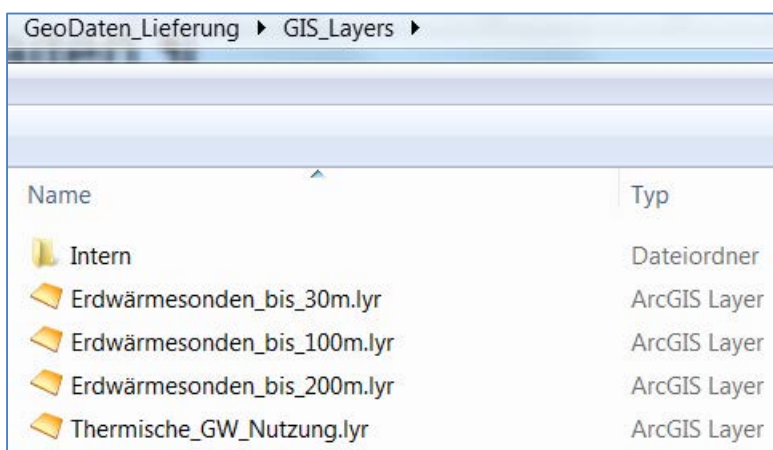 GeoDaten_Lieferung ▸ GIS_Layers ▸
Name Typ
Intern Dateiordner
Erdwärmesonden_bis_30m.lyr ArcGIS Layer
Erdwärmesonden_bis_100m.lyr ArcGIS Layer
Erdwärmesonden_bis_200m.lyr ArcGIS Layer
Thermische_GW_Nutzung.lyr ArcGIS Layer